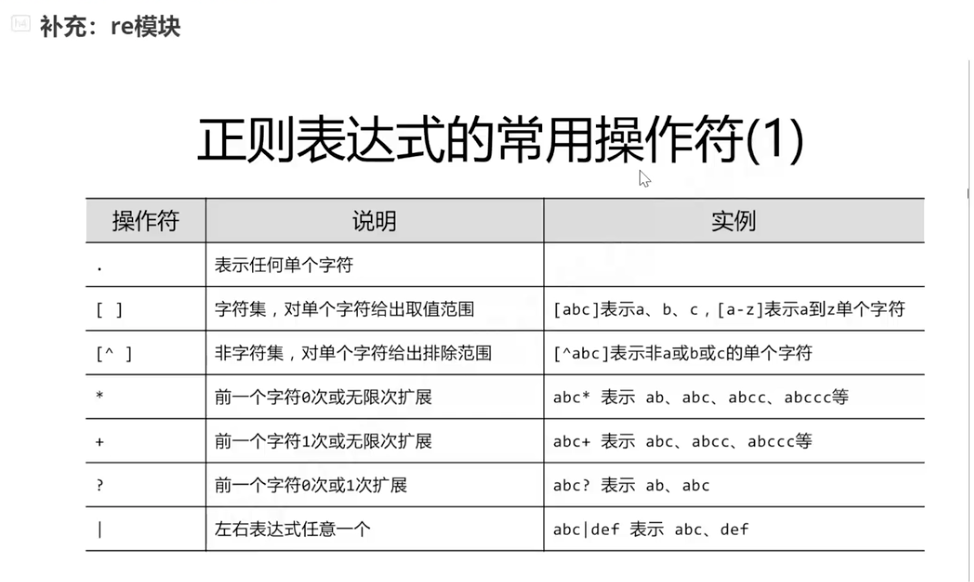 补充：re模块
正则表达式的常用操作符(1)
操作符 说明 实例
. 表示任何单个字符
[ ] 字符集，对单个字符给出取值范围 [abc]表示a、b、c，[a-z]表示a到z单个字符
[^ ] 非字符集，对单个字符给出排除范围 [^abc]表示非a或b或c的单个字符
* 前一个字符0次或无限次扩展 abc* 表示 ab、abc、abcc、abccc等
+ 前一个字符1次或无限次扩展 abc+ 表示 abc、abcc、abccc等
? 前一个字符0次或1次扩展 abc? 表示 ab、abc
| 左右表达式任意一个 abc|def 表示 abc、def